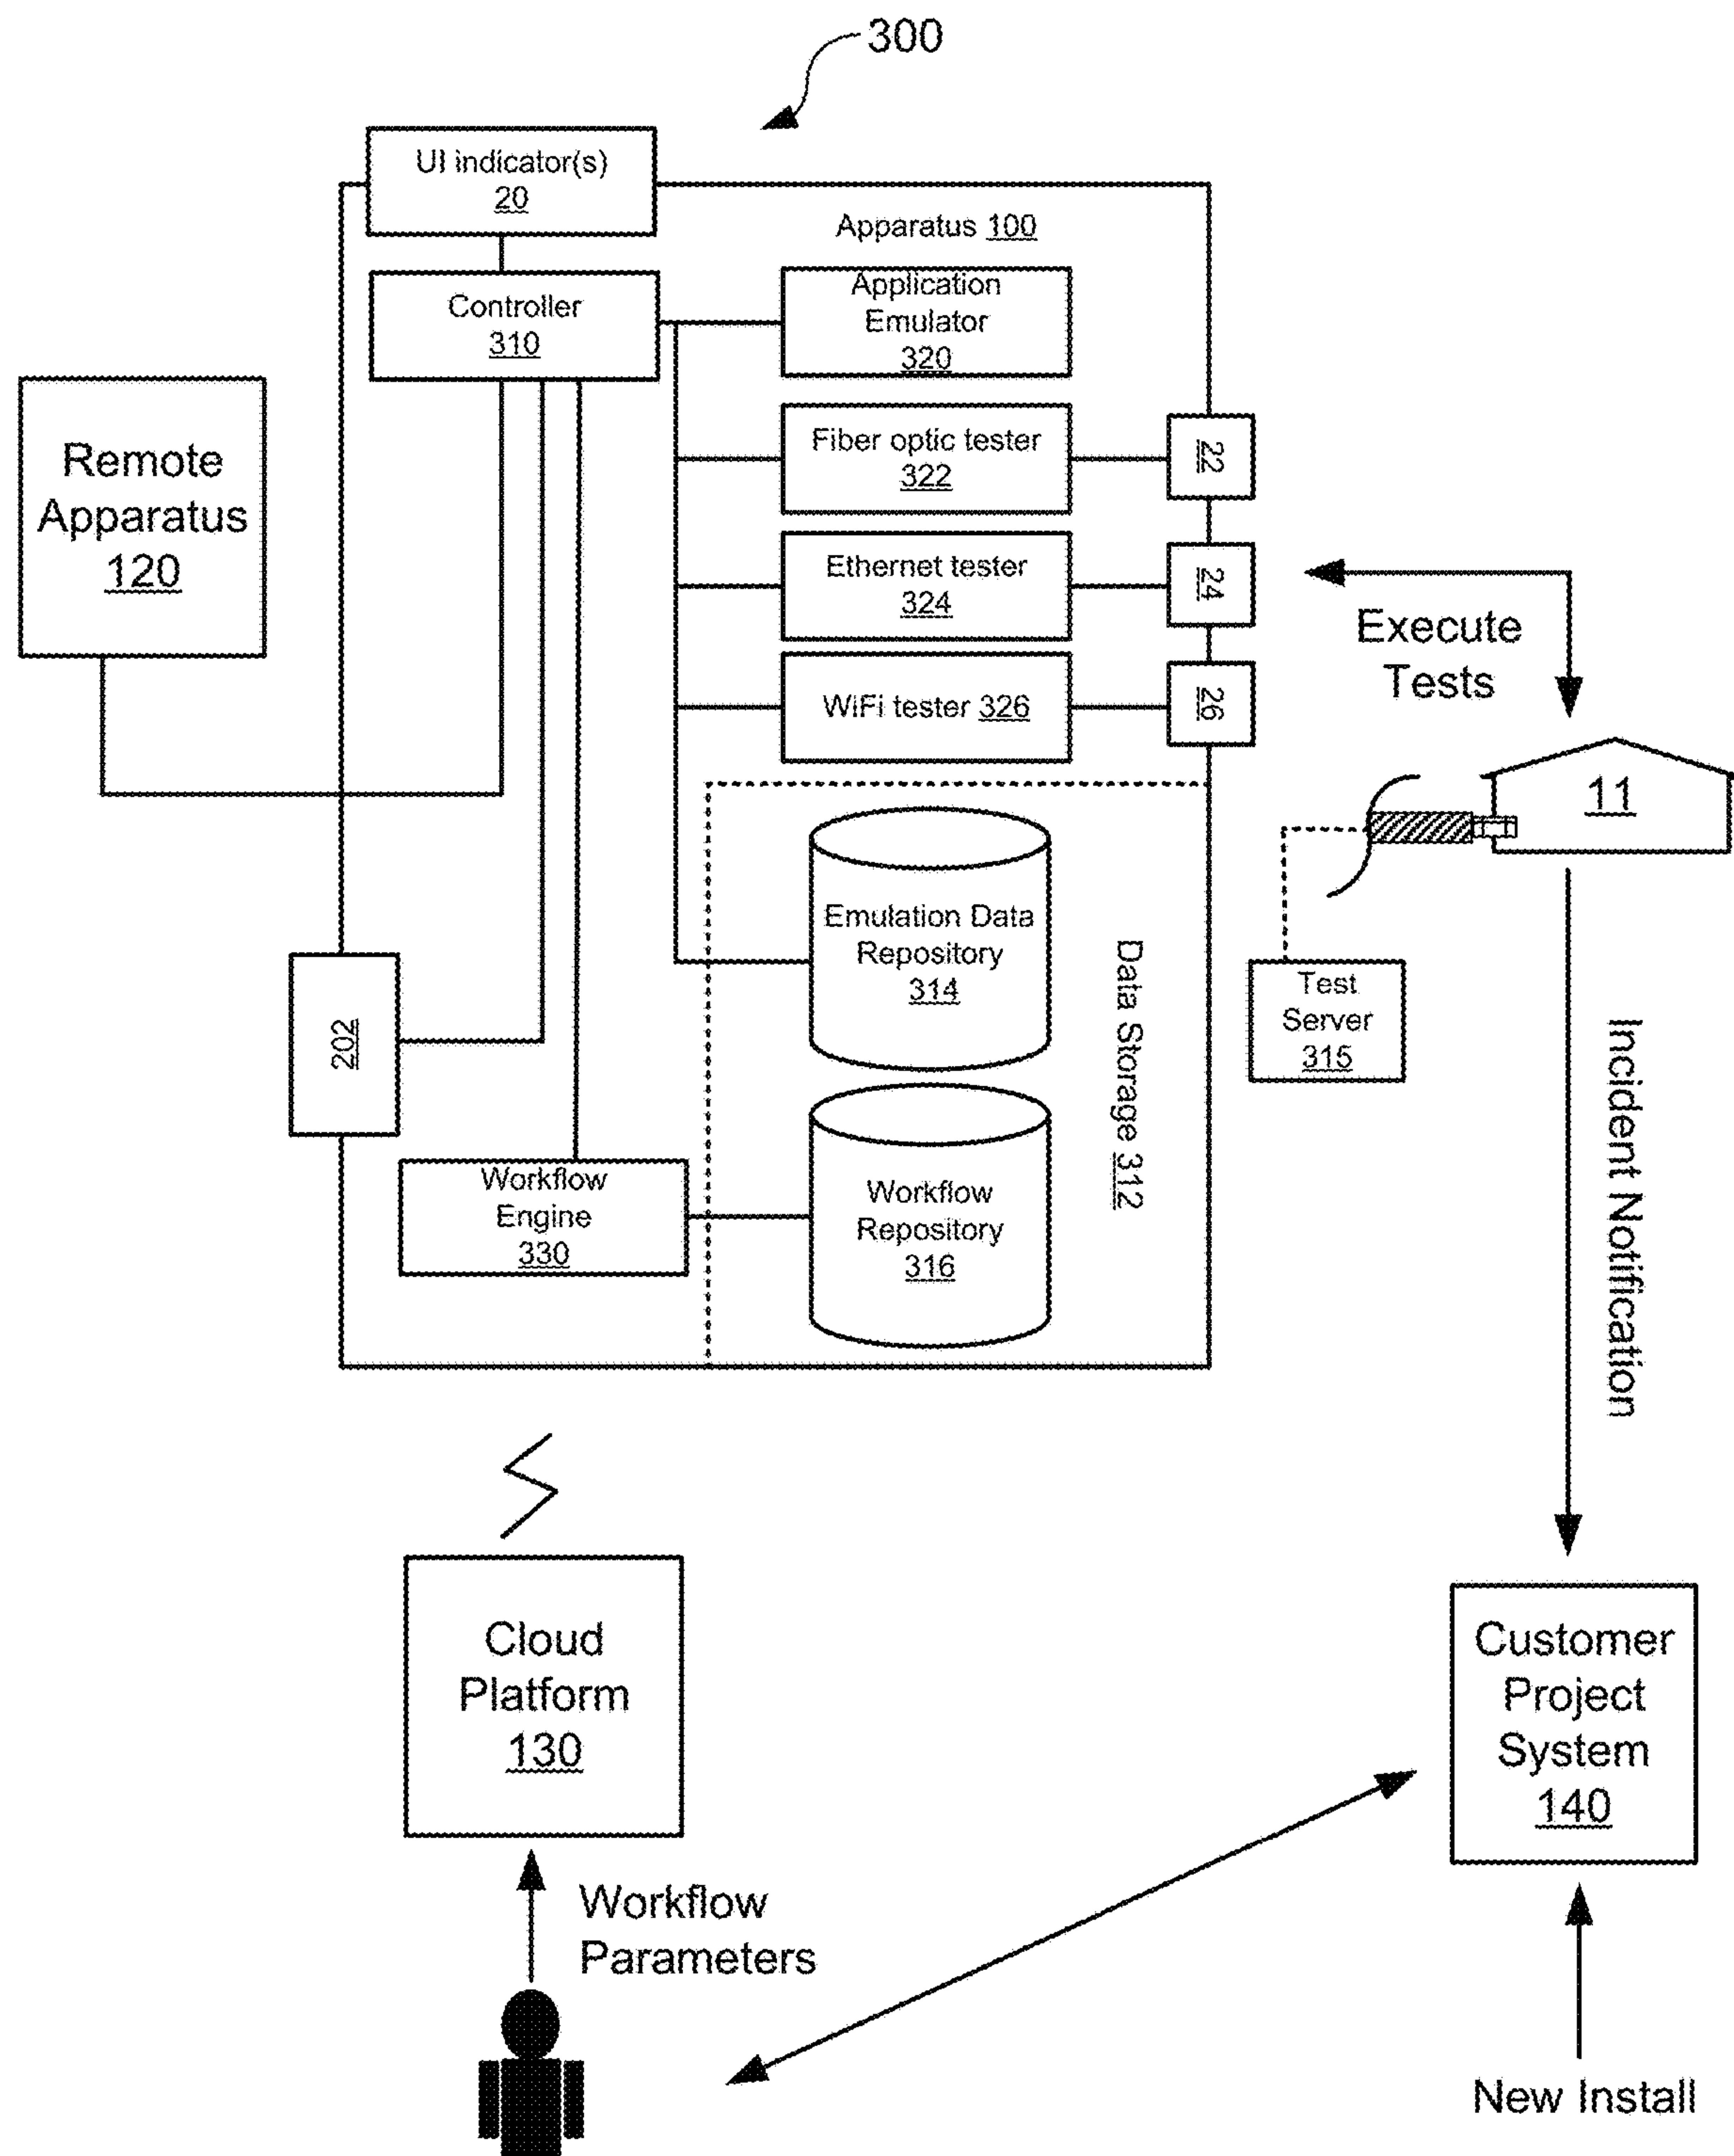 300
UI indicator(s)
20
Apparatus 100
Controller
310
Application
Emulator
320
Remote
Apparatus
120
Fiber optic tester
322
22
Ethernet tester
324
24
Execute
Tests
WiFi tester 326
26
11
Emulation Data
Repository
314
Data Storage 312
Test
Server
315
202
Incident Notification
Workflow
Engine
330
Workflow
Repository
316
Cloud
Platform
130
Customer
Project
System
140
Workflow
Parameters
New Install